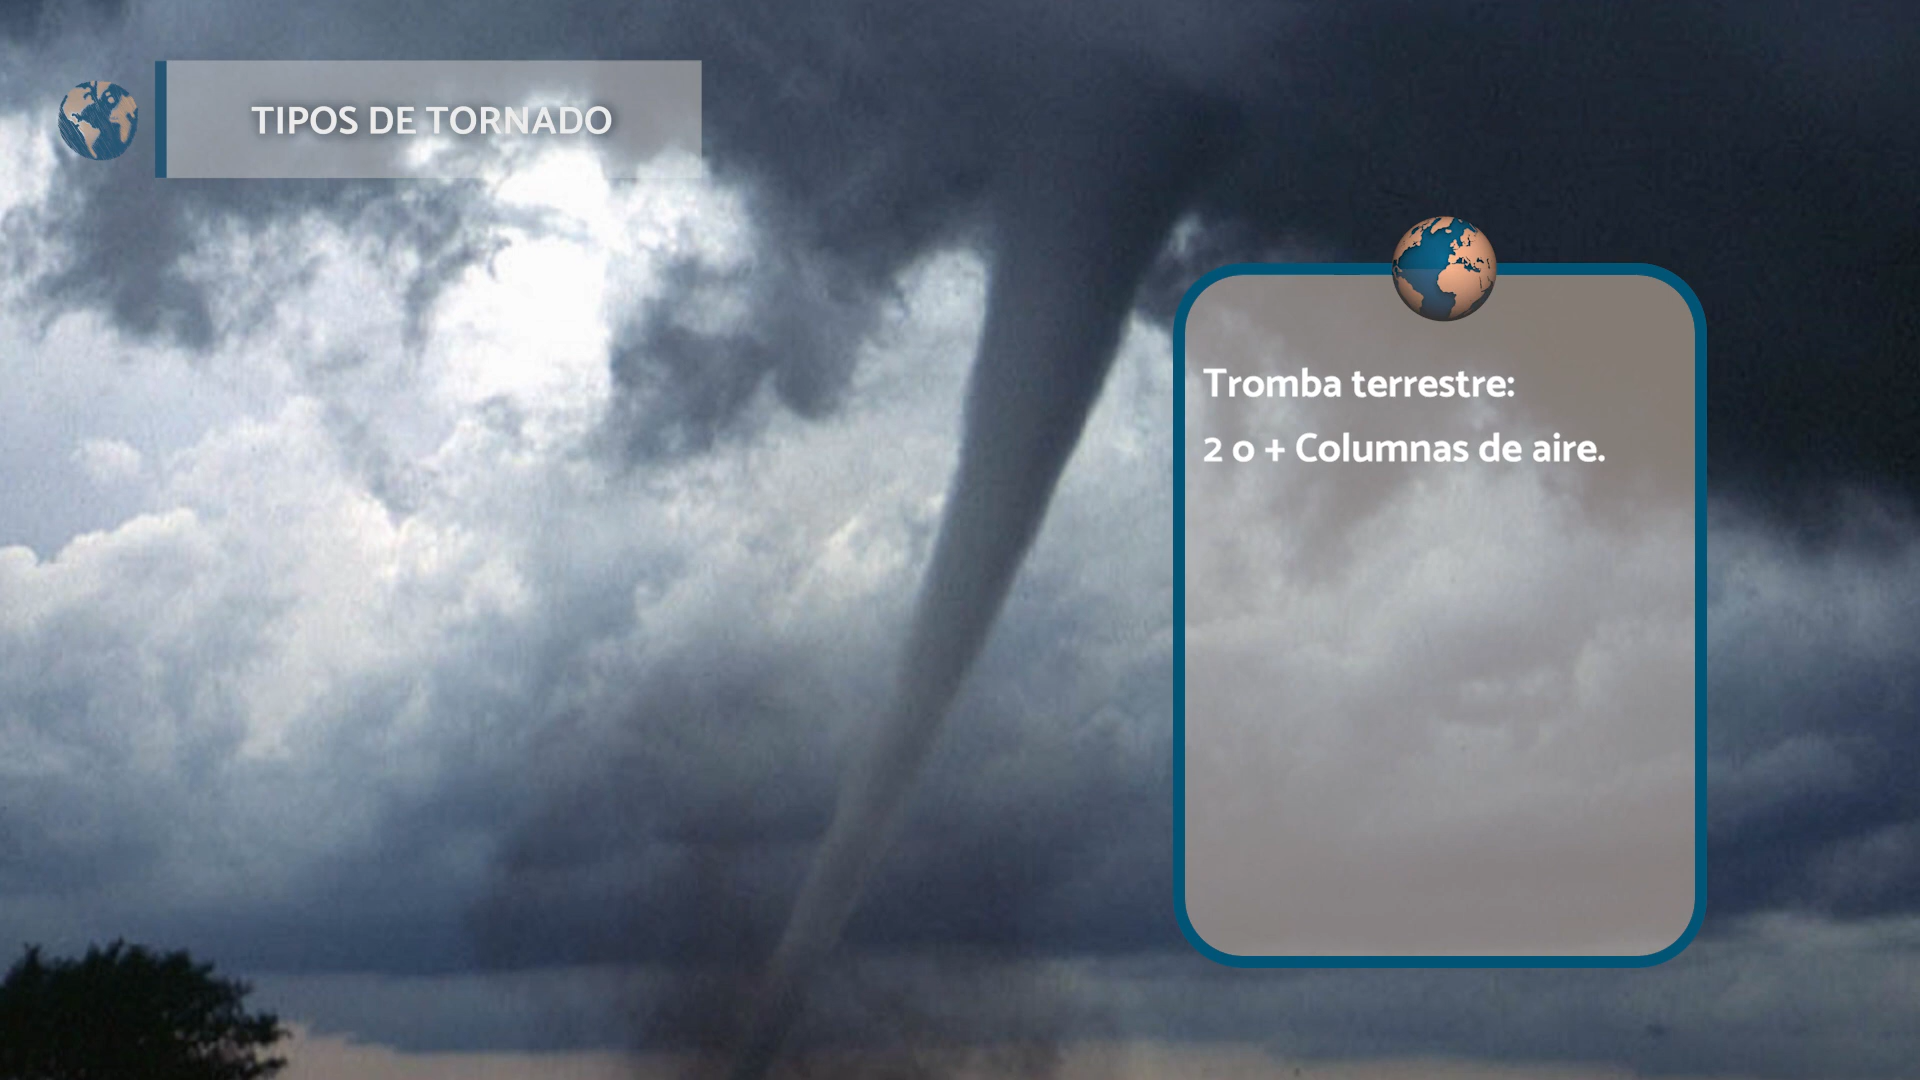 TIPOS DE TORNADO
Tromba terrestre:
2 o + Columnas de aire.